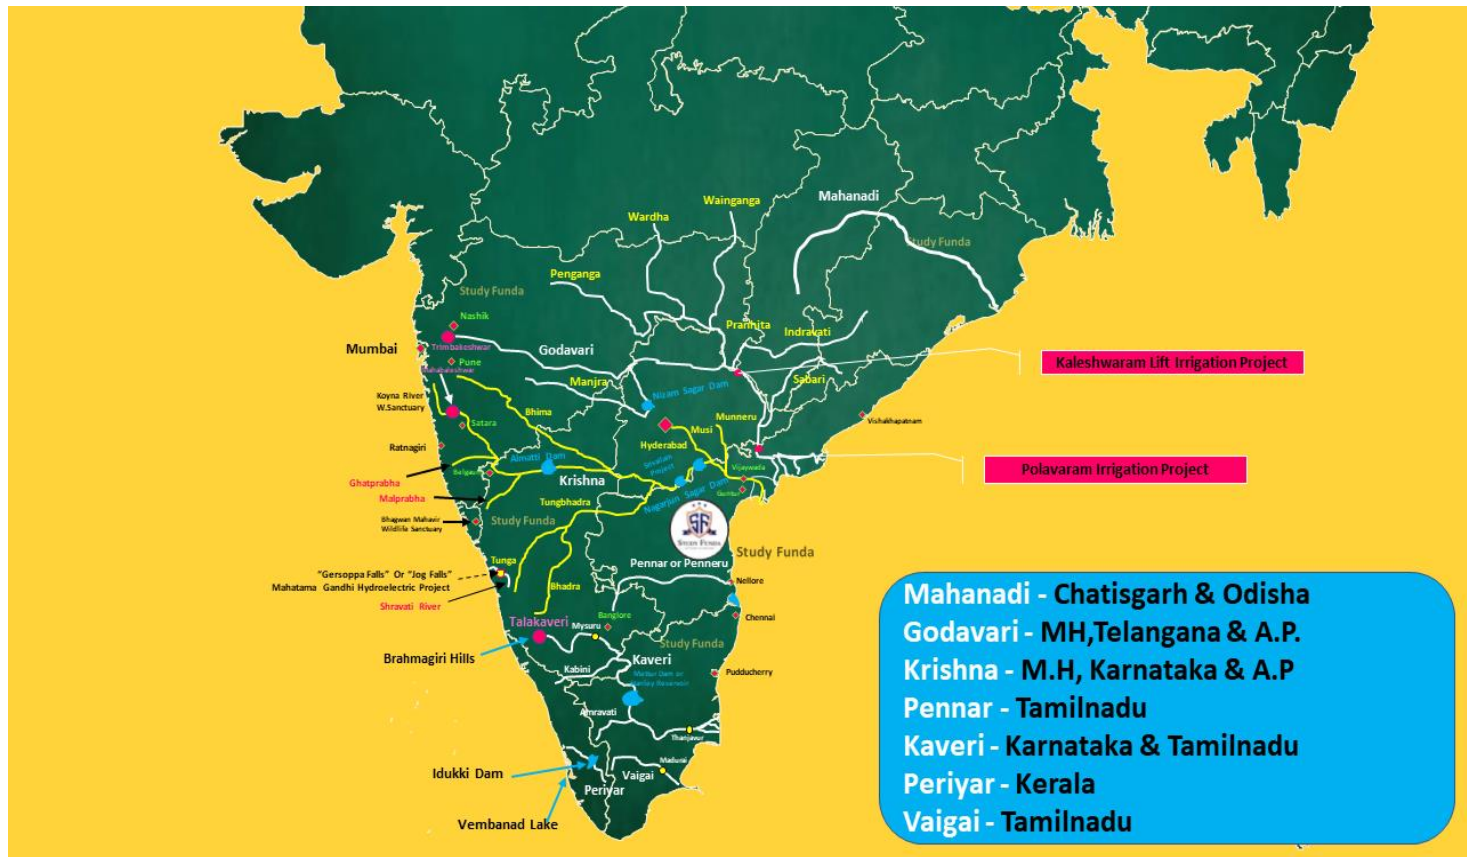 Mahanadi
Wainganga
Wardha
Study Funda
Penganga
Study Funda
Nashik
Pranhita
Indravati
Mumbai
Trimbakeshwar
Godavari
Pune
Mahabaleshwar
Kaleshwaram Lift Irrigation Project
Manjra
Sabari
Nizam Sagar Dam
Koyna River
W.Sanctuary
Bhima
Munneru
Satara
Musi
Vishakhapatnam
Ratnagiri
Hyderabad
Almatti Dam
Srisailam
Project
Vijaywada
Belgaum
Polavaram Irrigation Project
Ghatprabha
Krishna
Nagarjun Sagar Dam
Guntur
Malprabha
Tungbhadra
Bhagwan Mahavir
Wildlife Sanctuary
Study Funda
SF
STUDY FUNDA
Study Funda
Tunga
Pennar or Penneru
"Gersoppa Falls" Or "Jog Falls"
Mahatama Gandhi Hydroelectric Project
Bhadra
Nellore
Shravati River
Banglore
Chennai
Talakaveri
Mysuru
Study Funda
Brahmagiri Hills
Kaveri
Kabini
Mettur Dam or
Stanley Reservoir
Pudducherry
Amravati
Thanjavur
Madurai
Idukki Dam
Vaigai
Periyar
Vembanad Lake
Mahanadi - Chatisgarh & Odisha
Godavari - MH,Telangana & A.P.
Krishna - M.H, Karnataka & A.P
Pennar - Tamilnadu
Kaveri - Karnataka & Tamilnadu
Periyar - Kerala
Vaigai - Tamilnadu